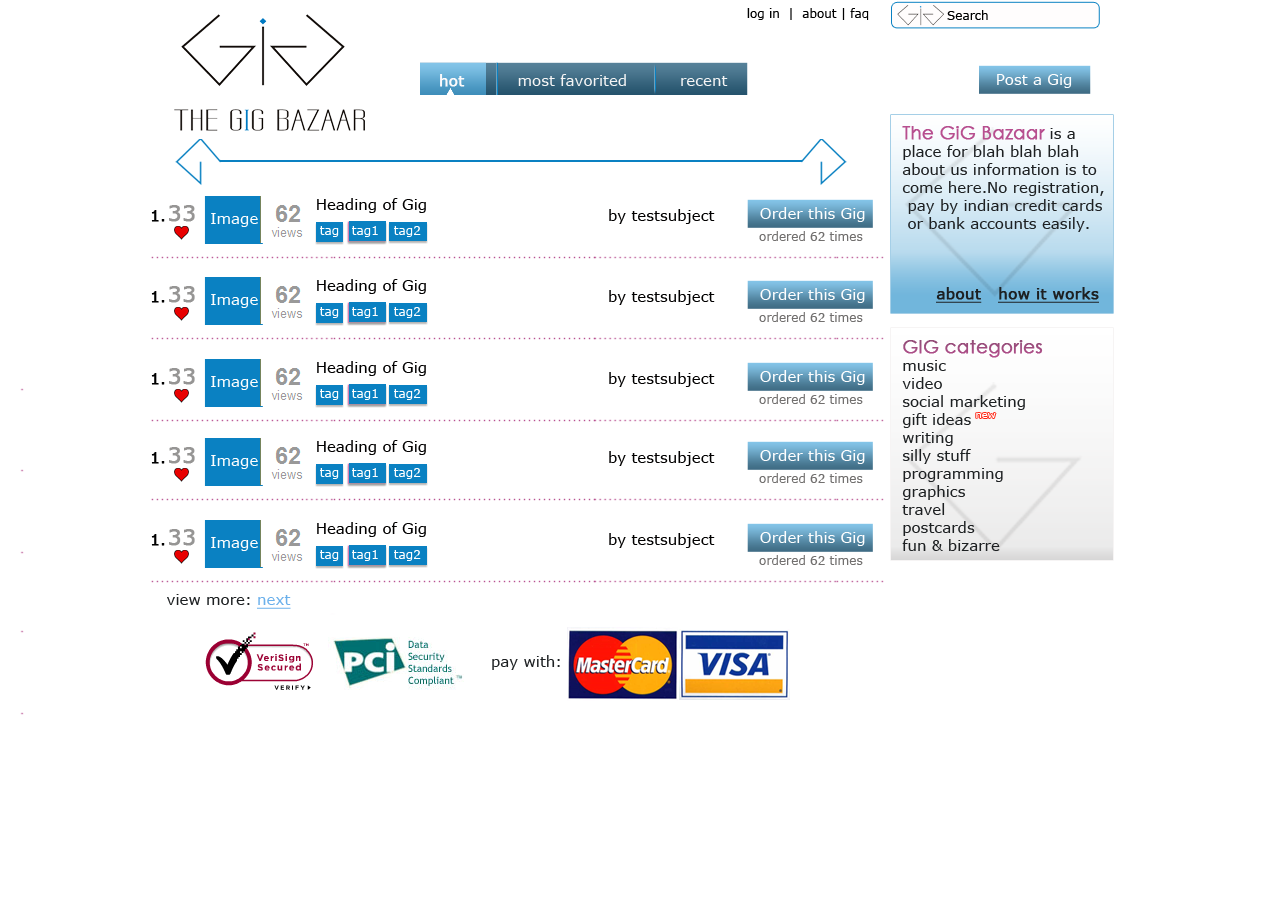 log in | about | faq
Search
hot most favorited recent
Post a Gig
THE GIG BAZAAR
1. 33 Image 62 views Heading of Gig
tag tag1 tag2
by testsubject
Order this Gig
ordered 62 times
1. 33 Image 62 views Heading of Gig
tag tag1 tag2
by testsubject
Order this Gig
ordered 62 times
1. 33 Image 62 views Heading of Gig
tag tag1 tag2
by testsubject
Order this Gig
ordered 62 times
1. 33 Image 62 views Heading of Gig
tag tag1 tag2
by testsubject
Order this Gig
ordered 62 times
1. 33 Image 62 views Heading of Gig
tag tag1 tag2
by testsubject
Order this Gig
ordered 62 times
view more: next
The GiG Bazaar is a
place for blah blah blah
about us information is to
come here.No registration,
pay by indian credit cards
or bank accounts easily.
about how it works
GIG categories
music
video
social marketing
gift ideas new
writing
silly stuff
programming
graphics
travel
postcards
fun & bizarre
VeriSign™
Secured
VERIFY
PCi
Data
Security
Standards
Compliant™
pay with:
MasterCard
VISA